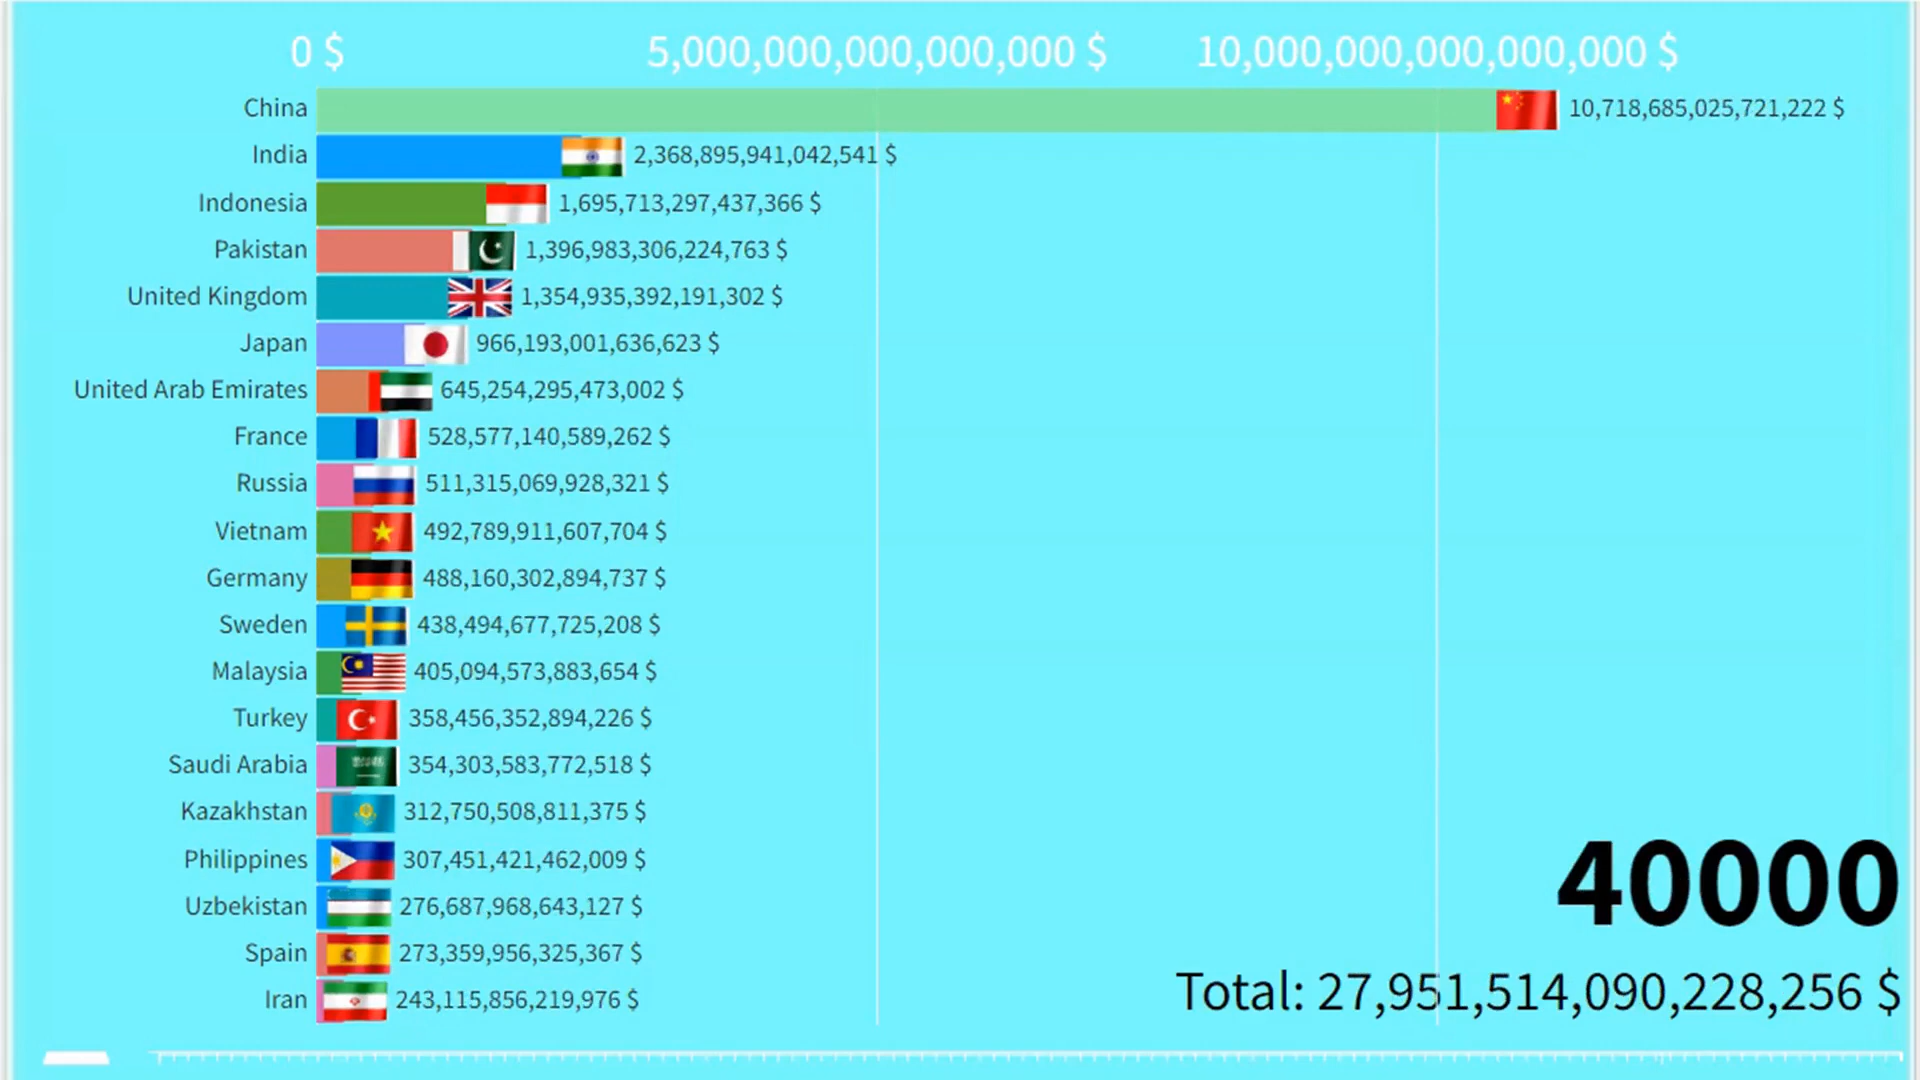 0 $ 5,000,000,000,000,000 $ 10,000,000,000,000,000 $
China 10,718,685,025,721,222 $
India 2,368,895,941,042,541 $
Indonesia 1,695,713,297,437,366 $
Pakistan 1,396,983,306,224,763 $
United Kingdom 1,354,935,392,191,302 $
Japan 966,193,001,636,623 $
United Arab Emirates 645,254,295,473,002 $
France 528,577,140,589,262 $
Russia 511,315,069,928,321 $
Vietnam 492,789,911,607,704 $
Germany 488,160,302,894,737 $
Sweden 438,494,677,725,208 $
Malaysia 405,094,573,883,654 $
Turkey 358,456,352,894,226 $
Saudi Arabia 354,303,583,772,518 $
Kazakhstan 312,750,508,811,375 $
Philippines 307,451,421,462,009 $
Uzbekistan 276,687,968,643,127 $
Spain 273,359,956,325,367 $
Iran 243,115,856,219,976 $
40000
Total: 27,951,514,090,228,256 $